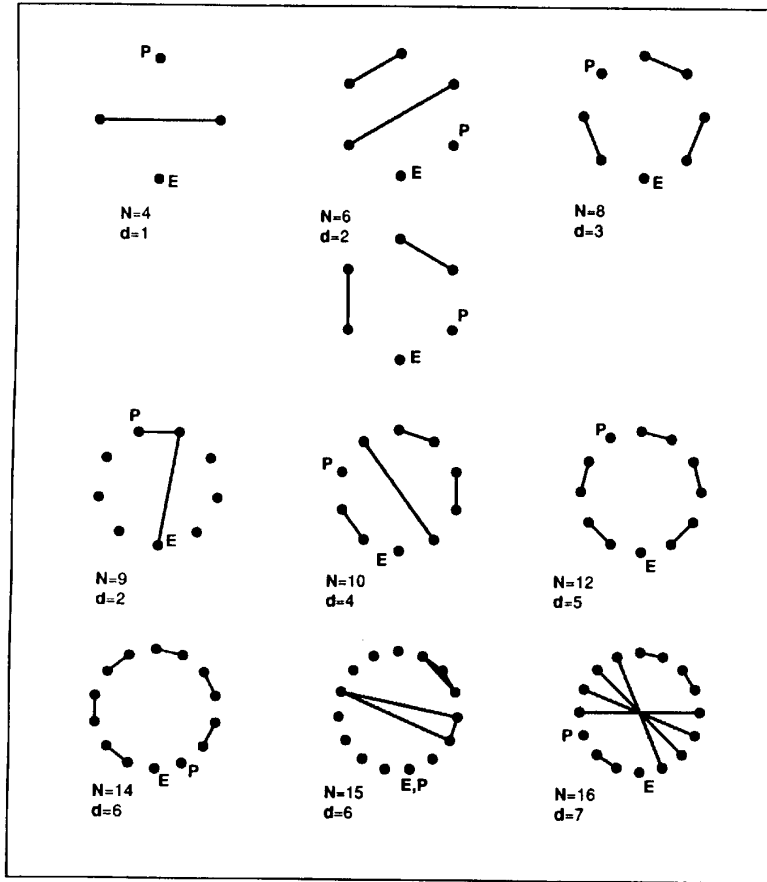 P
E
N=4
d=1
P
E
N=6
d=2
P
E
N=8
d=3
P
E
P
E
N=9
d=2
P
E
N=10
d=4
P
E
N=12
d=5
E P
N=14
d=6
E,P
N=15
d=6
P
E
N=16
d=7